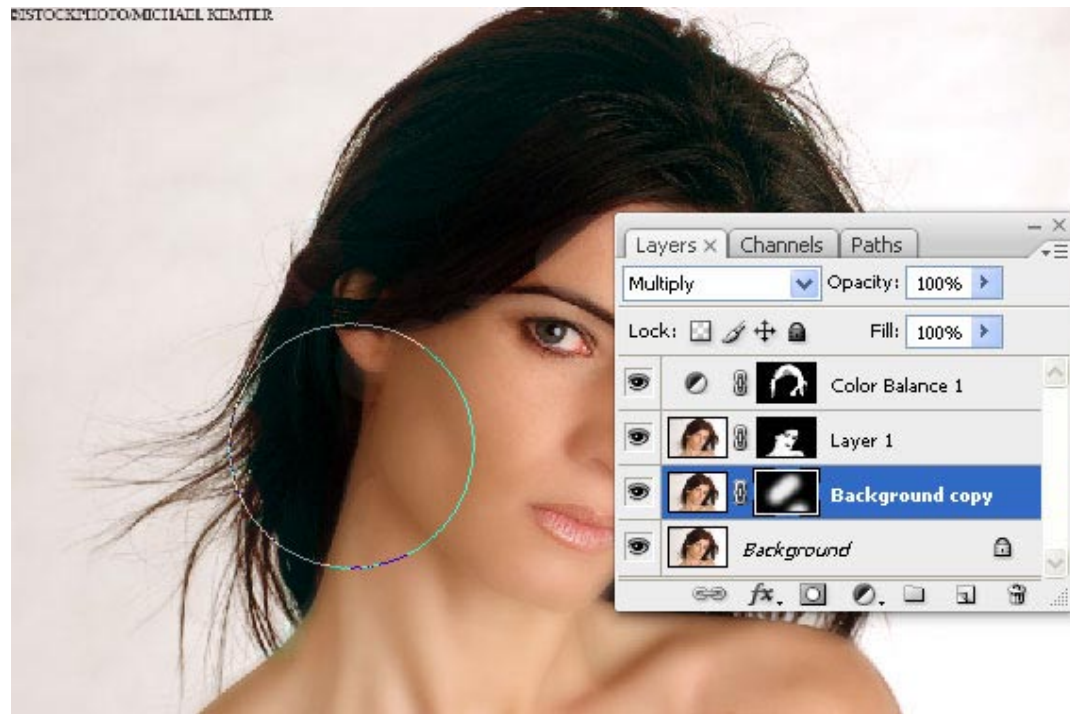 ©ISTOCKPHOTO/MICHAEL KEMTER
Layers × Channels Paths
Multiply Opacity: 100%
Lock: Fill: 100%
Color Balance 1
Layer 1
Background copy
Background
fx.